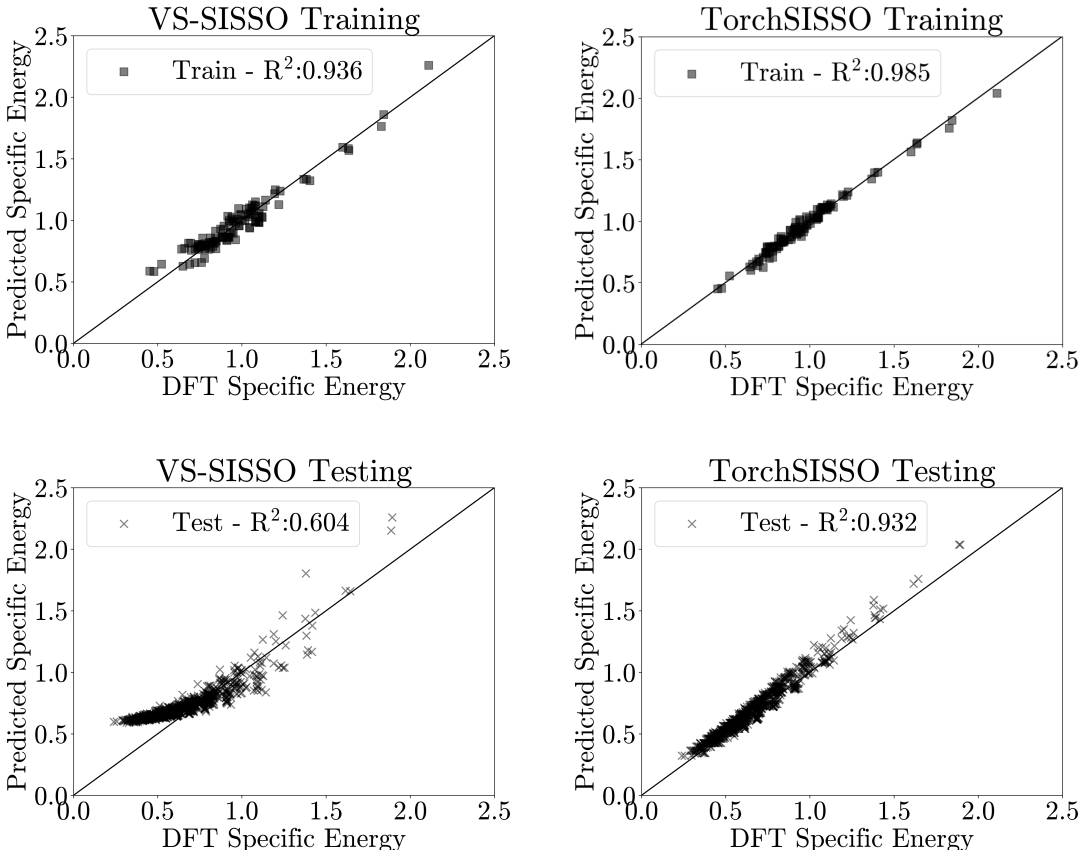 VS-SISSO Training
Predicted Specific Energy
2.5
2.0
1.5
1.0
0.5
0.0
Train - R²:0.936
0.0 0.5 1.0 1.5 2.0 2.5
DFT Specific Energy
TorchSISSO Training
Predicted Specific Energy
2.5
2.0
1.5
1.0
0.5
0.0
Train - R²:0.985
0.0 0.5 1.0 1.5 2.0 2.5
DFT Specific Energy
VS-SISSO Testing
Predicted Specific Energy
2.5
2.0
1.5
1.0
0.5
0.0
Test - R²:0.604
0.0 0.5 1.0 1.5 2.0 2.5
DFT Specific Energy
TorchSISSO Testing
Predicted Specific Energy
2.5
2.0
1.5
1.0
0.5
0.0
Test - R²:0.932
0.0 0.5 1.0 1.5 2.0 2.5
DFT Specific Energy